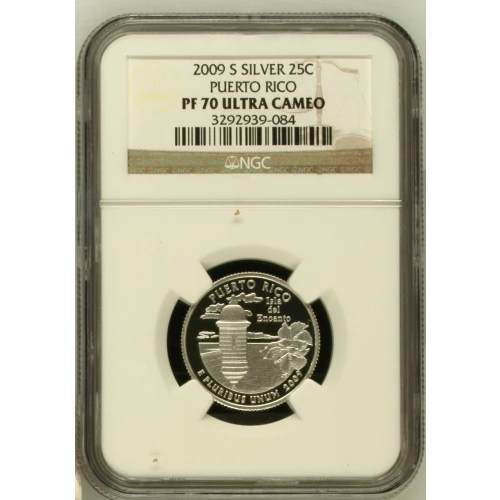 2009 S SILVER 25C
PUERTO RICO
PF 70 ULTRA CAMEO
3292939-084
NGC
PUERTO RICO
Isla
del
Encanto
E PLURIBUS UNUM 2009